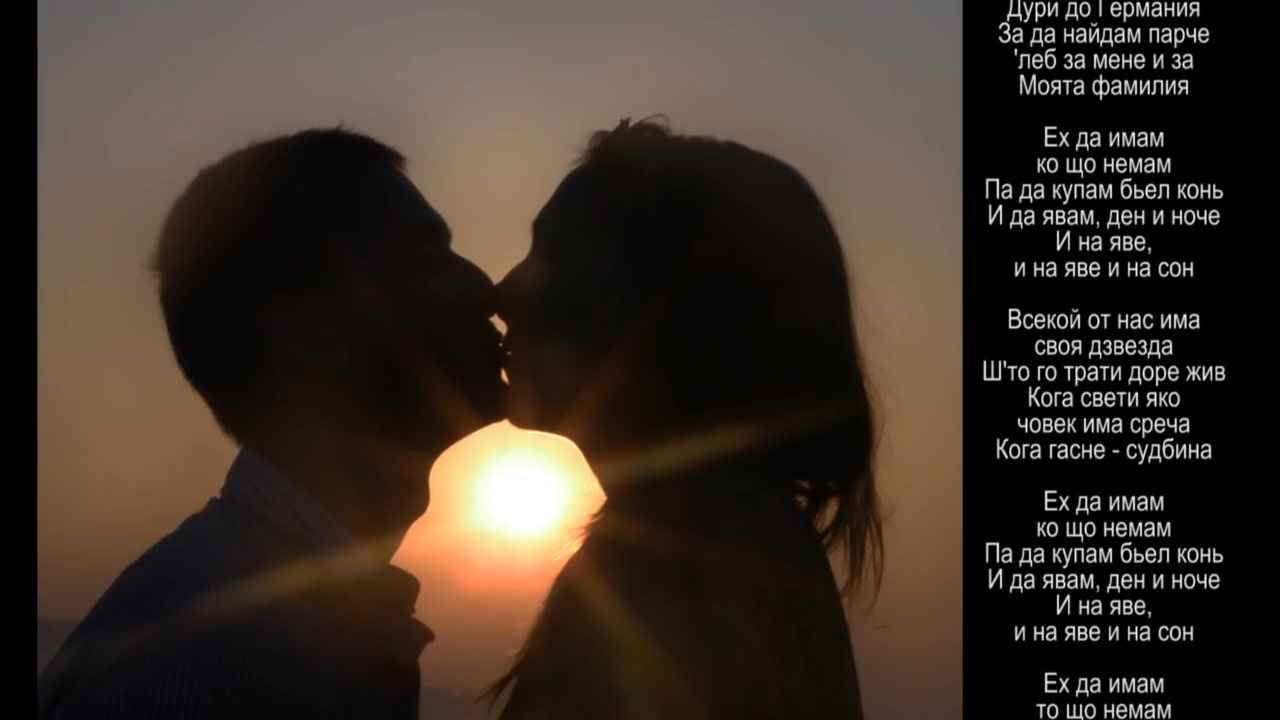 Дури до Германия
За да найдам парче
'леб за мене и за
Моята фамилия
Ех да имам
ко що немам
Па да купам бьел конь
И да явам, ден и ноче
И на яве,
и на яве и на сон
Всекой от нас има
своя дзвезда
Ш'то го трати доре жив
Кога свети яко
човек има среча
Кога гасне - судбина
Ех да имам
ко що немам
Па да купам бьел конь
И да явам, ден и ноче
И на яве,
и на яве и на сон
Ех да имам
то що немам